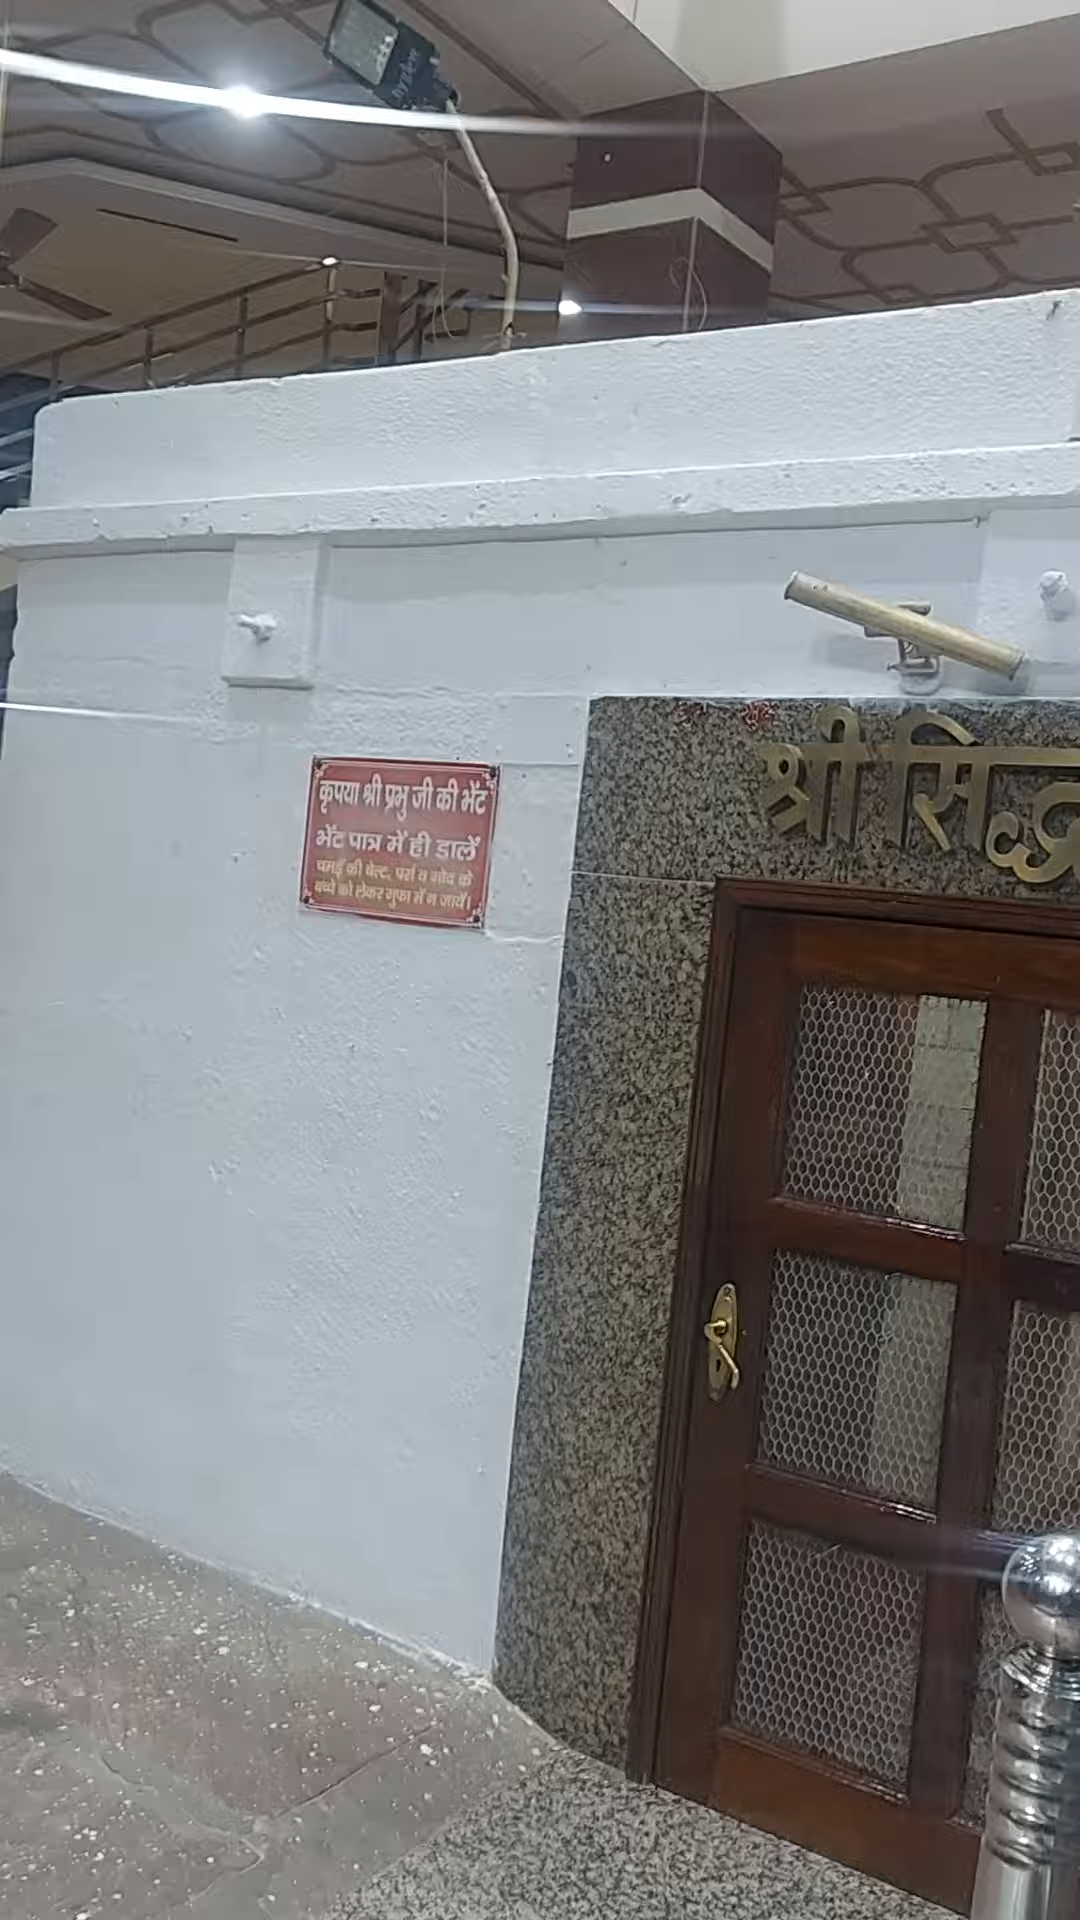 कृपया श्री प्रभु जी की भेंट
भेंट पात्र में ही डालें
चमड़े की बेल्ट, पर्स व गोद के
बच्चे को लेकर गुफा में न जायें।
श्री सिद्ध